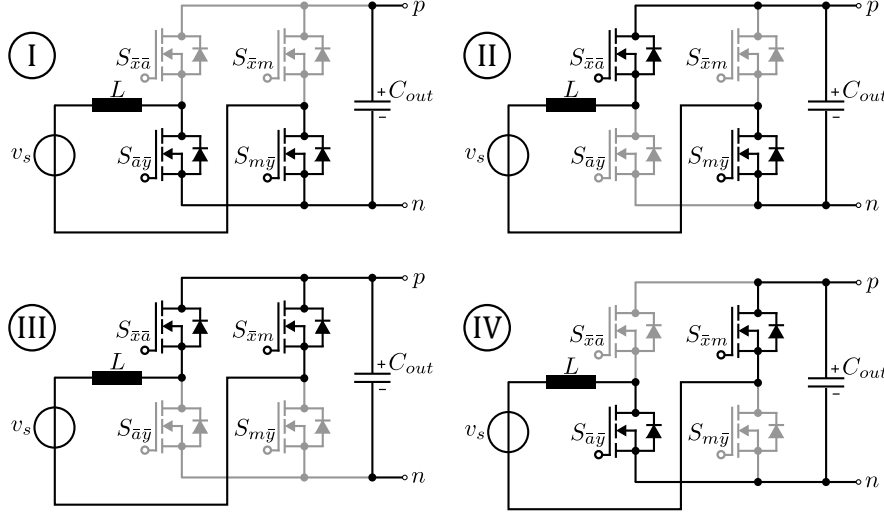 I
$S_{\bar{x}\bar{a}}$
$S_{\bar{x}m}$
p
L
+
$C_{out}$
−
$v_s$
$S_{\bar{a}\bar{y}}$
$S_{m\bar{y}}$
n
II
$S_{\bar{x}\bar{a}}$
$S_{\bar{x}m}$
p
L
+
$C_{out}$
−
$v_s$
$S_{\bar{a}\bar{y}}$
$S_{m\bar{y}}$
n
III
$S_{\bar{x}\bar{a}}$
$S_{\bar{x}m}$
p
L
+
$C_{out}$
−
$v_s$
$S_{\bar{a}\bar{y}}$
$S_{m\bar{y}}$
n
IV
$S_{\bar{x}\bar{a}}$
$S_{\bar{x}m}$
p
L
+
$C_{out}$
−
$v_s$
$S_{\bar{a}\bar{y}}$
$S_{m\bar{y}}$
n